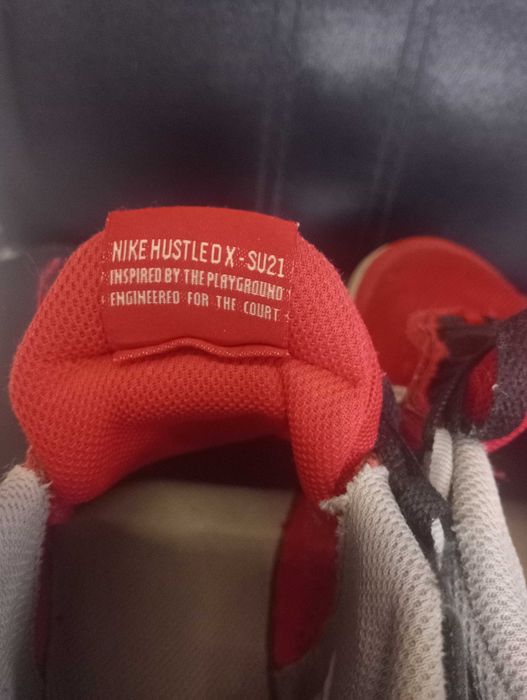 NIKE HUSTLE D X - SU21
INSPIRED BY THE PLAYGROUND
ENGINEERED FOR THE COURT